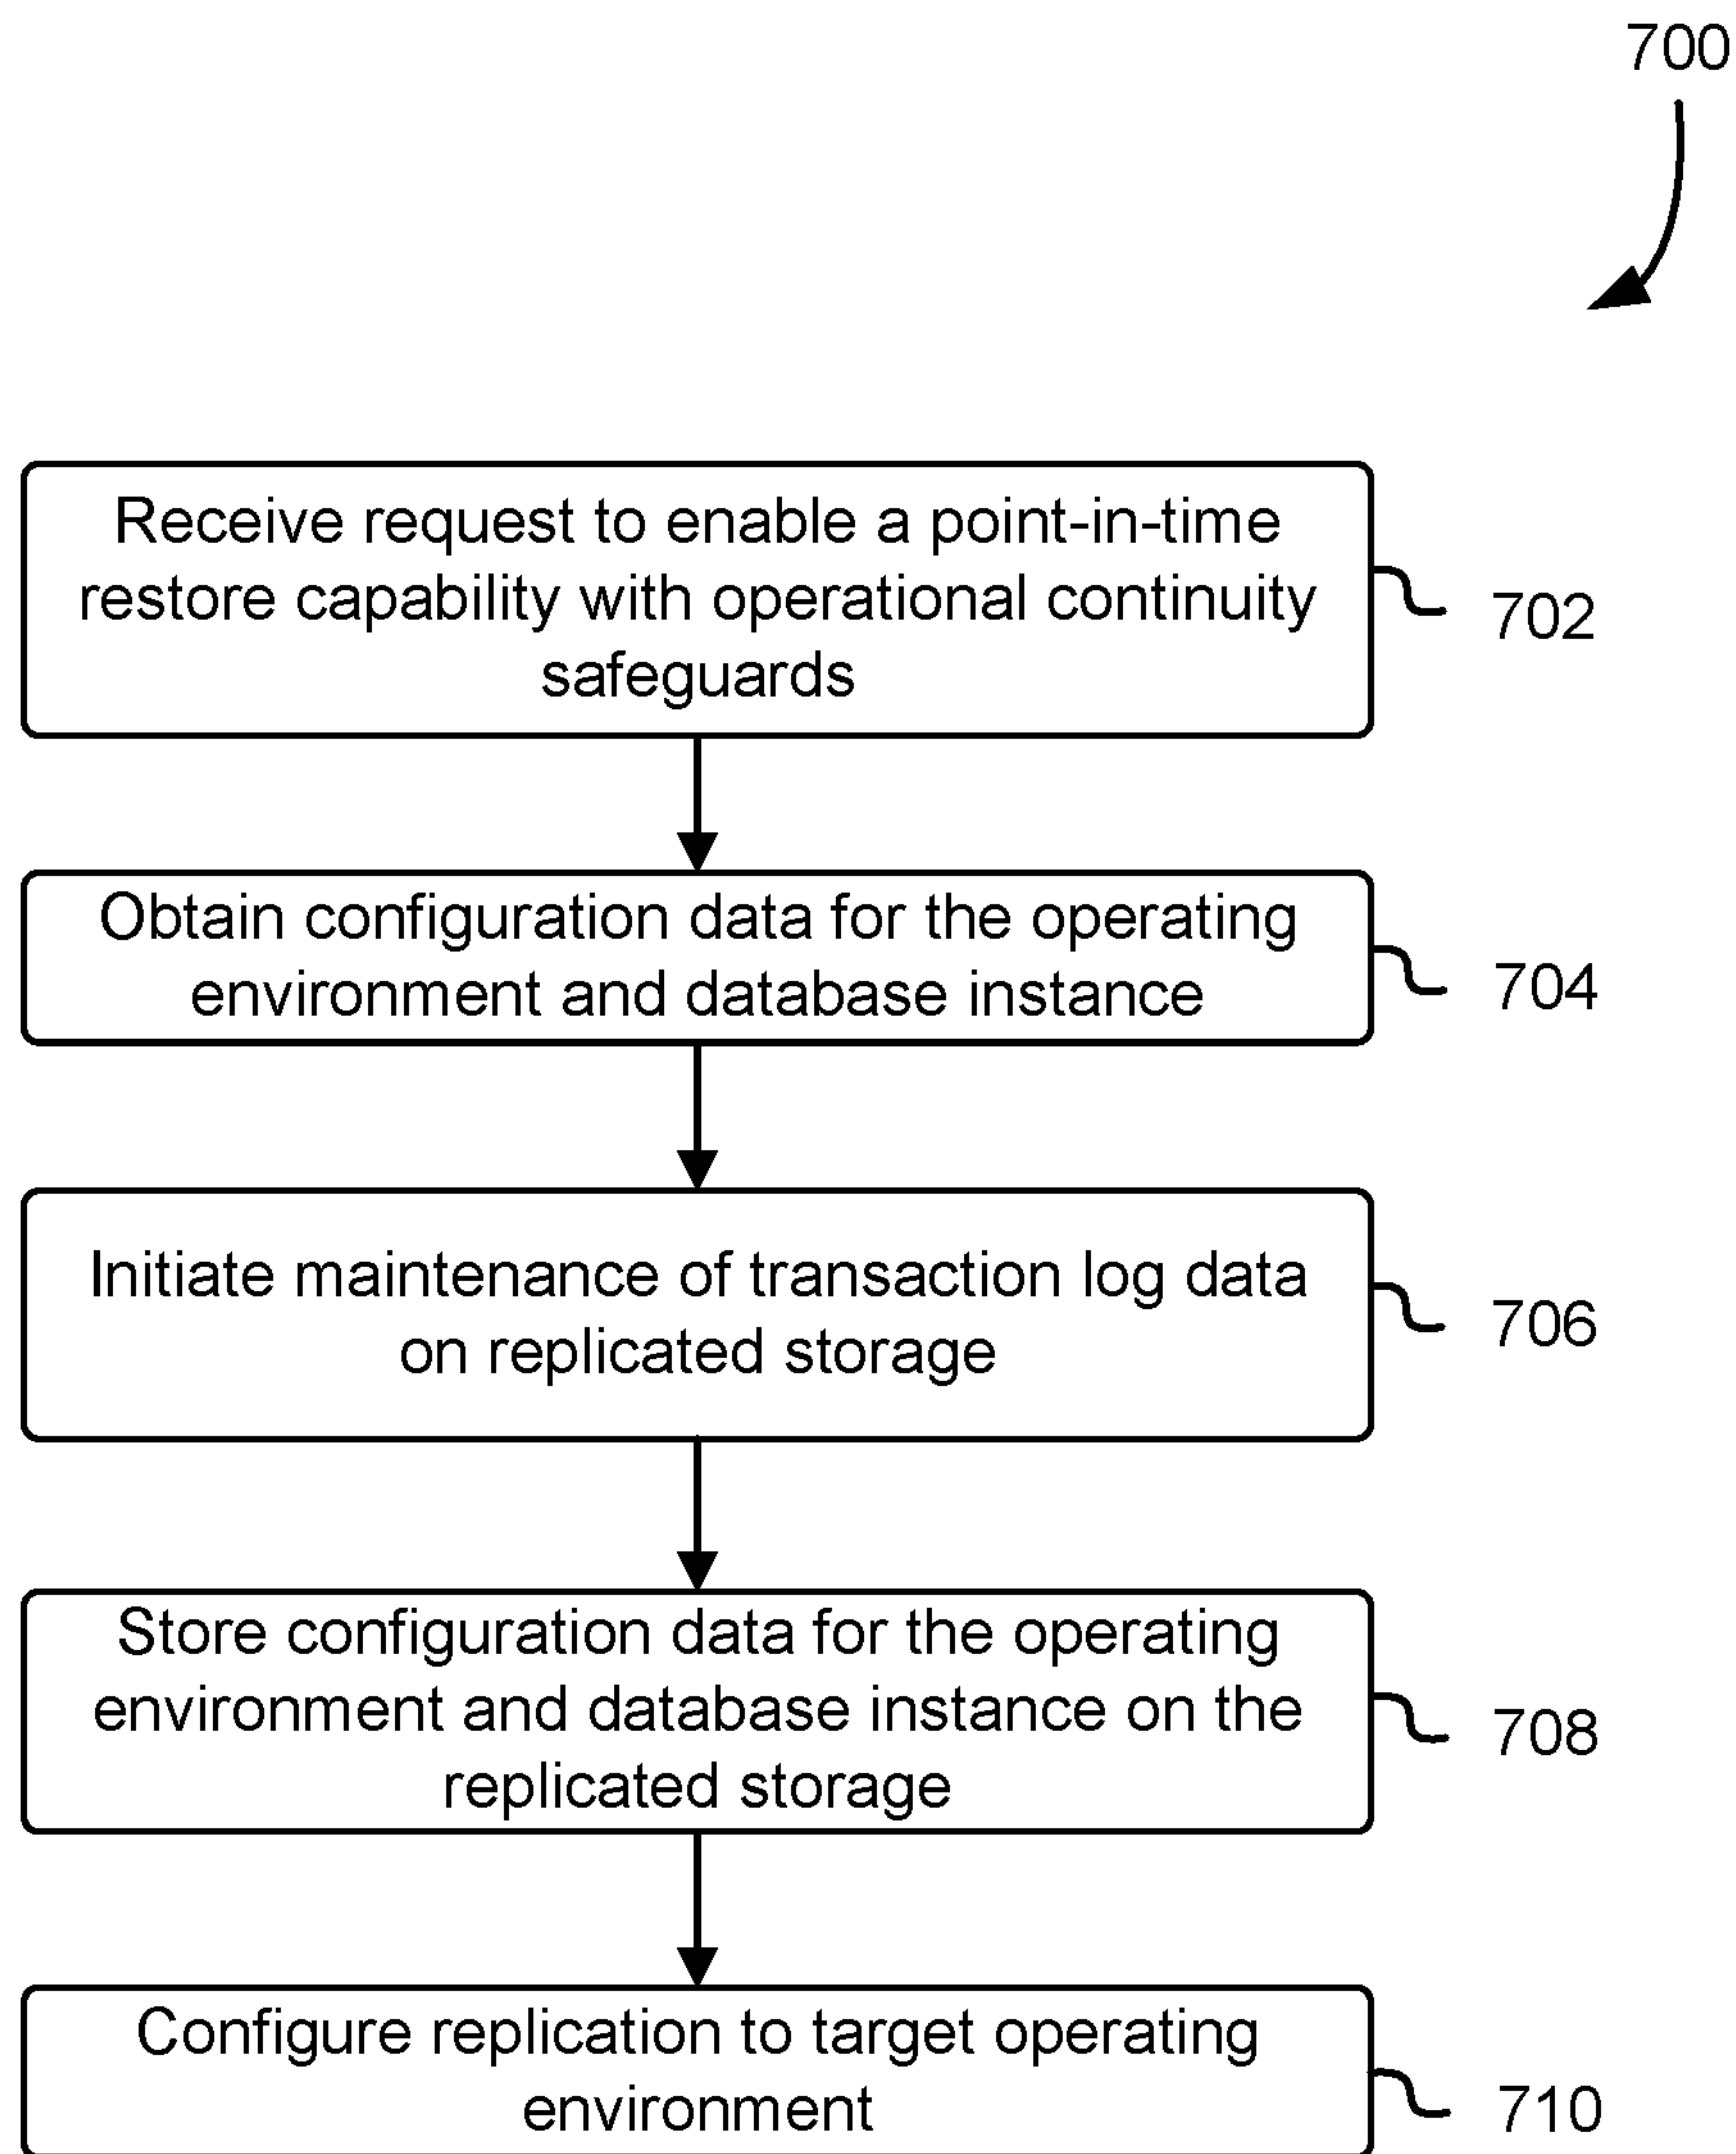 700
Receive request to enable a point-in-time
restore capability with operational continuity
safeguards
702
Obtain configuration data for the operating
environment and database instance
704
Initiate maintenance of transaction log data
on replicated storage
706
Store configuration data for the operating
environment and database instance on the
replicated storage
708
Configure replication to target operating
environment
710